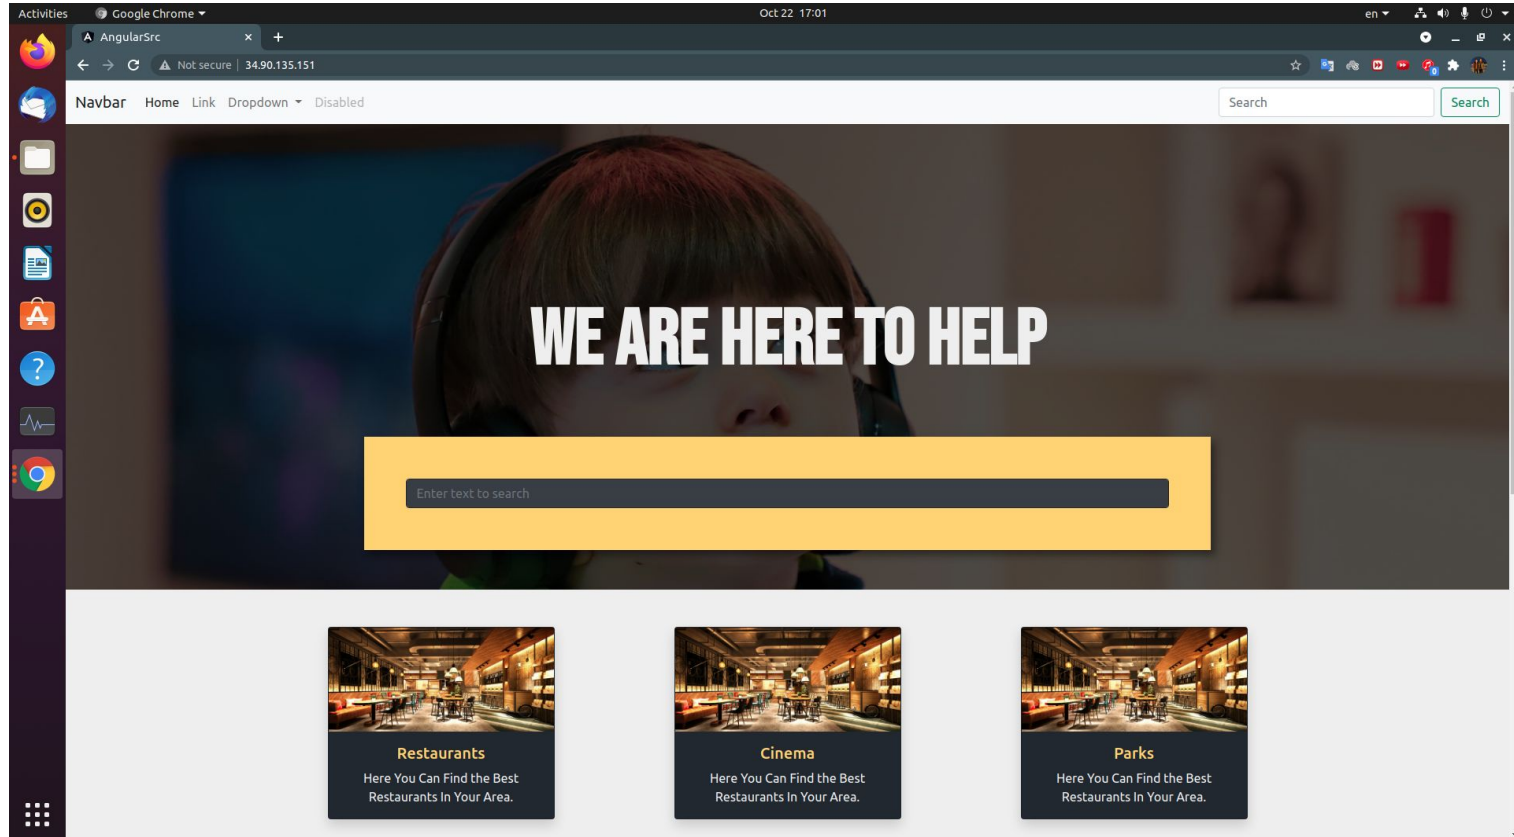 Activities
Google Chrome
Oct 22 17:01
en
AngularSrc
Not secure | 34.90.135.151
0
Navbar Home Link Dropdown Disabled
Search
Search
WE ARE HERE TO HELP
Enter text to search
Restaurants
Here You Can Find the Best
Restaurants In Your Area.
Cinema
Here You Can Find the Best
Restaurants In Your Area.
Parks
Here You Can Find the Best
Restaurants In Your Area.